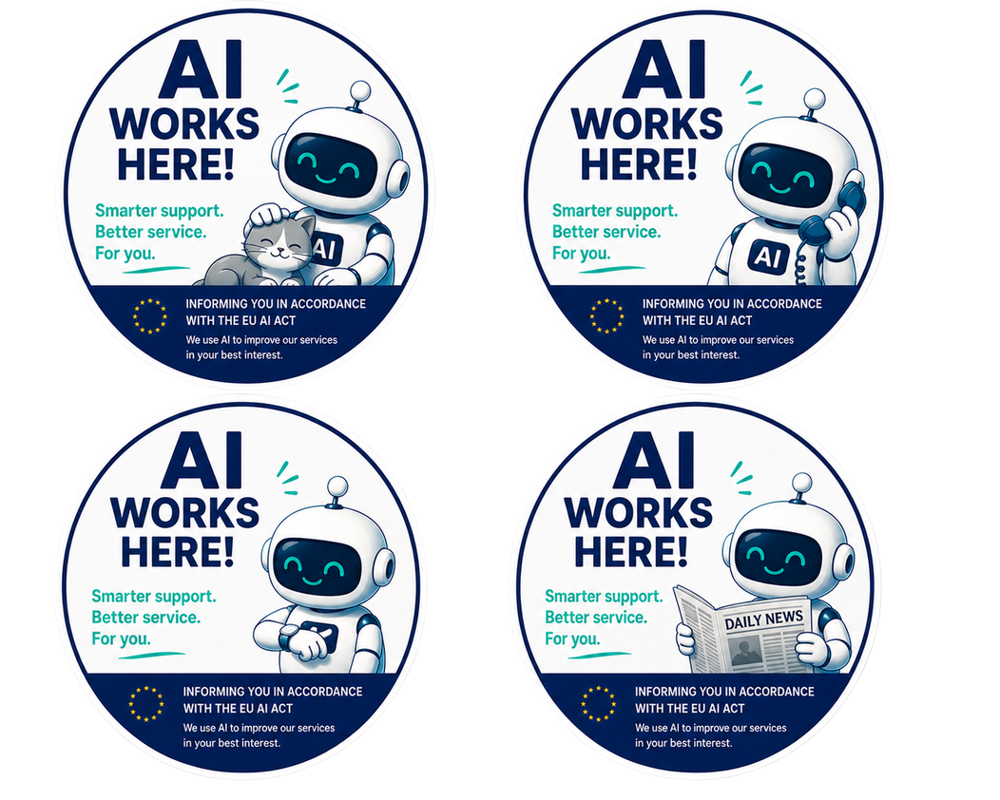 AI
WORKS
HERE!
Smarter support.
Better service.
For you.
AI
INFORMING YOU IN ACCORDANCE
WITH THE EU AI ACT
We use AI to improve our services
in your best interest.
AI
WORKS
HERE!
Smarter support.
Better service.
For you.
AI
INFORMING YOU IN ACCORDANCE
WITH THE EU AI ACT
We use AI to improve our services
in your best interest.
AI
WORKS
HERE!
Smarter support.
Better service.
For you.
INFORMING YOU IN ACCORDANCE
WITH THE EU AI ACT
We use AI to improve our services
in your best interest.
AI
WORKS
HERE!
Smarter support.
Better service.
For you.
DAILY NEWS
INFORMING YOU IN ACCORDANCE
WITH THE EU AI ACT
We use AI to improve our services
in your best interest.